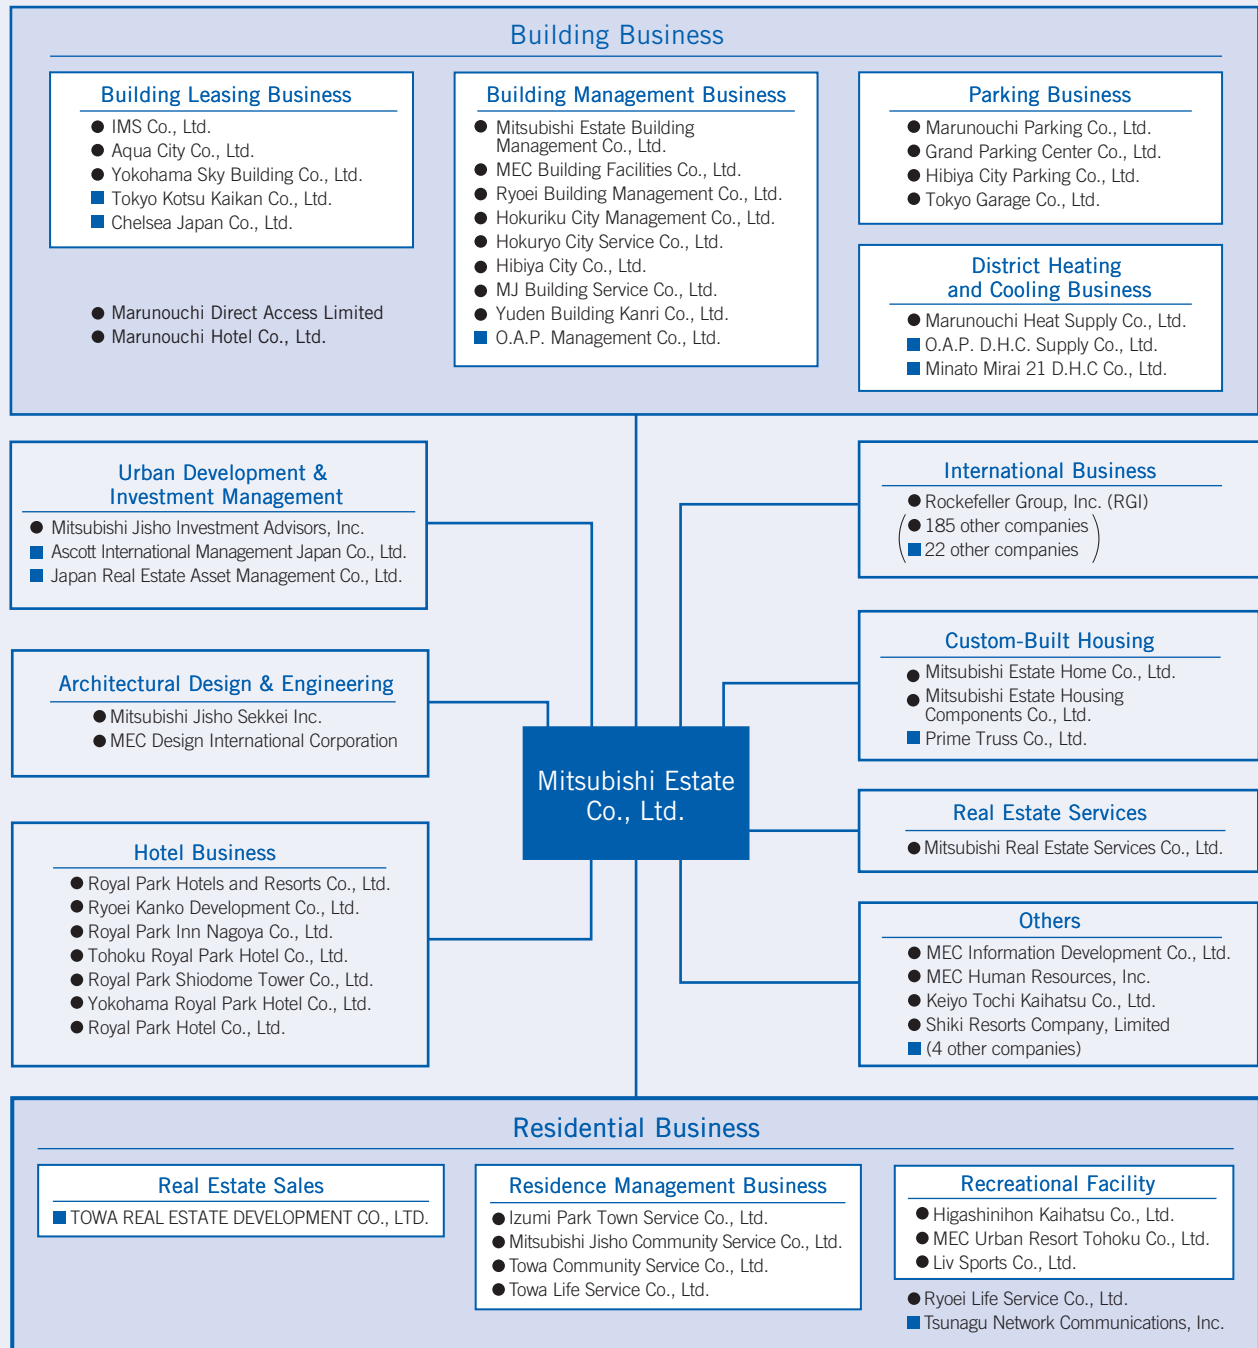 Building Business
Building Leasing Business
● IMS Co., Ltd.
● Aqua City Co., Ltd.
● Yokohama Sky Building Co., Ltd.
■ Tokyo Kotsu Kaikan Co., Ltd.
■ Chelsea Japan Co., Ltd.
● Marunouchi Direct Access Limited
● Marunouchi Hotel Co., Ltd.
Building Management Business
● Mitsubishi Estate Building
Management Co., Ltd.
● MEC Building Facilities Co., Ltd.
● Ryoei Building Management Co., Ltd.
● Hokuriku City Management Co., Ltd.
● Hokuryo City Service Co., Ltd.
● Hibiya City Co., Ltd.
● MJ Building Service Co., Ltd.
● Yuden Building Kanri Co., Ltd.
■ O.A.P. Management Co., Ltd.
Parking Business
● Marunouchi Parking Co., Ltd.
● Grand Parking Center Co., Ltd.
● Hibiya City Parking Co., Ltd.
● Tokyo Garage Co., Ltd.
District Heating
and Cooling Business
● Marunouchi Heat Supply Co., Ltd.
■ O.A.P. D.H.C. Supply Co., Ltd.
■ Minato Mirai 21 D.H.C Co., Ltd.
Urban Development &
Investment Management
● Mitsubishi Jisho Investment Advisors, Inc.
■ Ascott International Management Japan Co., Ltd.
■ Japan Real Estate Asset Management Co., Ltd.
Architectural Design & Engineering
● Mitsubishi Jisho Sekkei Inc.
● MEC Design International Corporation
Hotel Business
● Royal Park Hotels and Resorts Co., Ltd.
● Ryoei Kanko Development Co., Ltd.
● Royal Park Inn Nagoya Co., Ltd.
● Tohoku Royal Park Hotel Co., Ltd.
● Royal Park Shiodome Tower Co., Ltd.
● Yokohama Royal Park Hotel Co., Ltd.
● Royal Park Hotel Co., Ltd.
Mitsubishi Estate
Co., Ltd.
International Business
● Rockefeller Group, Inc. (RGI)
(● 185 other companies
■ 22 other companies)
Custom-Built Housing
● Mitsubishi Estate Home Co., Ltd.
● Mitsubishi Estate Housing
Components Co., Ltd.
■ Prime Truss Co., Ltd.
Real Estate Services
● Mitsubishi Real Estate Services Co., Ltd.
Others
● MEC Information Development Co., Ltd.
● MEC Human Resources, Inc.
● Keiyo Tochi Kaihatsu Co., Ltd.
● Shiki Resorts Company, Limited
■ (4 other companies)
Residential Business
Real Estate Sales
■ TOWA REAL ESTATE DEVELOPMENT CO., LTD.
Residence Management Business
● Izumi Park Town Service Co., Ltd.
● Mitsubishi Jisho Community Service Co., Ltd.
● Towa Community Service Co., Ltd.
● Towa Life Service Co., Ltd.
Recreational Facility
● Higashinihon Kaihatsu Co., Ltd.
● MEC Urban Resort Tohoku Co., Ltd.
● Liv Sports Co., Ltd.
● Ryoei Life Service Co., Ltd.
■ Tsunagu Network Communications, Inc.